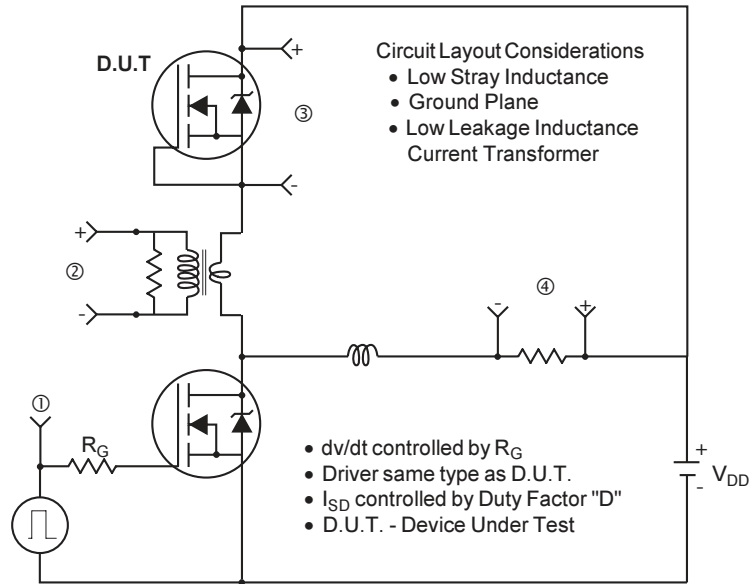 D.U.T
+
③
-
Circuit Layout Considerations
• Low Stray Inductance
• Ground Plane
• Low Leakage Inductance
Current Transformer
+
②
-
- ④ +
①
R_G
• dv/dt controlled by R_G
• Driver same type as D.U.T.
• I_SD controlled by Duty Factor "D"
• D.U.T. - Device Under Test
+
V_DD
-